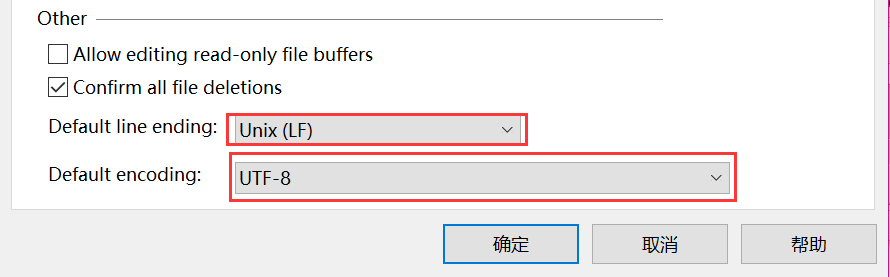 Other
Allow editing read-only file buffers
Confirm all file deletions
Default line ending: Unix (LF)
Default encoding: UTF-8
确定 取消 帮助